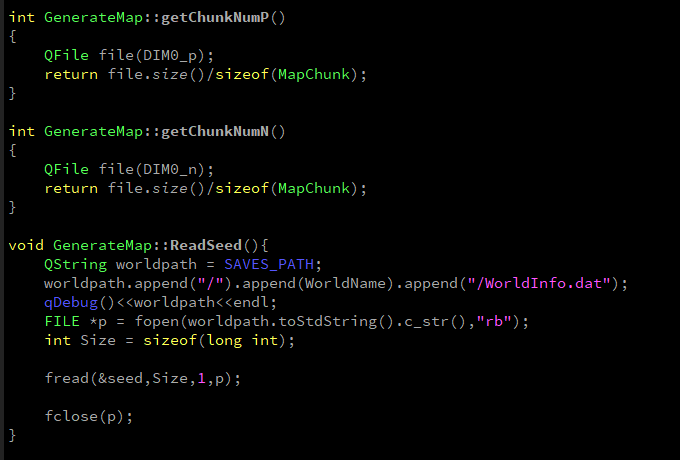 int GenerateMap::getChunkNumP()
{
    QFile file(DIM0_p);
    return file.size()/sizeof(MapChunk);
}

int GenerateMap::getChunkNumN()
{
    QFile file(DIM0_n);
    return file.size()/sizeof(MapChunk);
}

void GenerateMap::ReadSeed(){
    QString worldpath = SAVES_PATH;
    worldpath.append("/").append(WorldName).append("/WorldInfo.dat");
    qDebug()<<worldpath<<endl;
    FILE *p = fopen(worldpath.toStdString().c_str(),"rb");
    int Size = sizeof(long int);

    fread(&seed,Size,1,p);

    fclose(p);
}